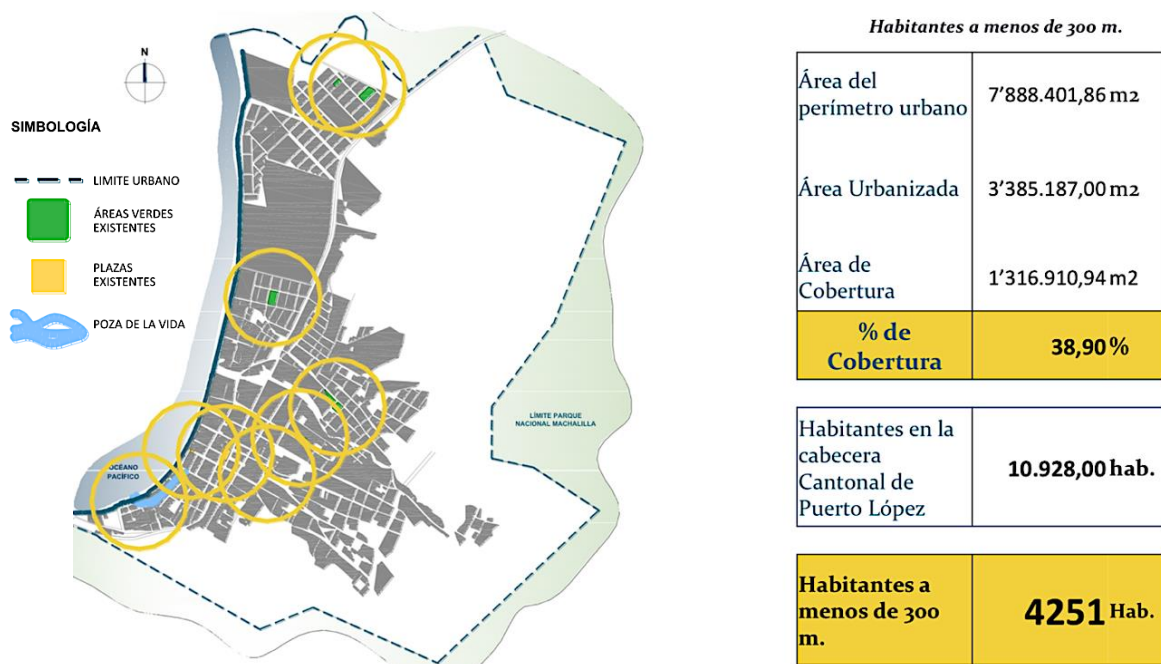 N
SIMBOLOGÍA
LIMITE URBANO
ÁREAS VERDES
EXISTENTES
PLAZAS
EXISTENTES
POZA DE LA VIDA
OCÉANO
PACÍFICO
LÍMITE PARQUE
NACIONAL MACHALILLA
Habitantes a menos de 300 m.
Área del
perímetro urbano
7’888.401,86 m2
Área Urbanizada
3’385.187,00 m2
Área de
Cobertura
1’316.910,94 m2
% de
Cobertura
38,90 %
Habitantes en la
cabecera
Cantonal de
Puerto López
10.928,00 hab.
Habitantes a
menos de 300
m.
4251 Hab.